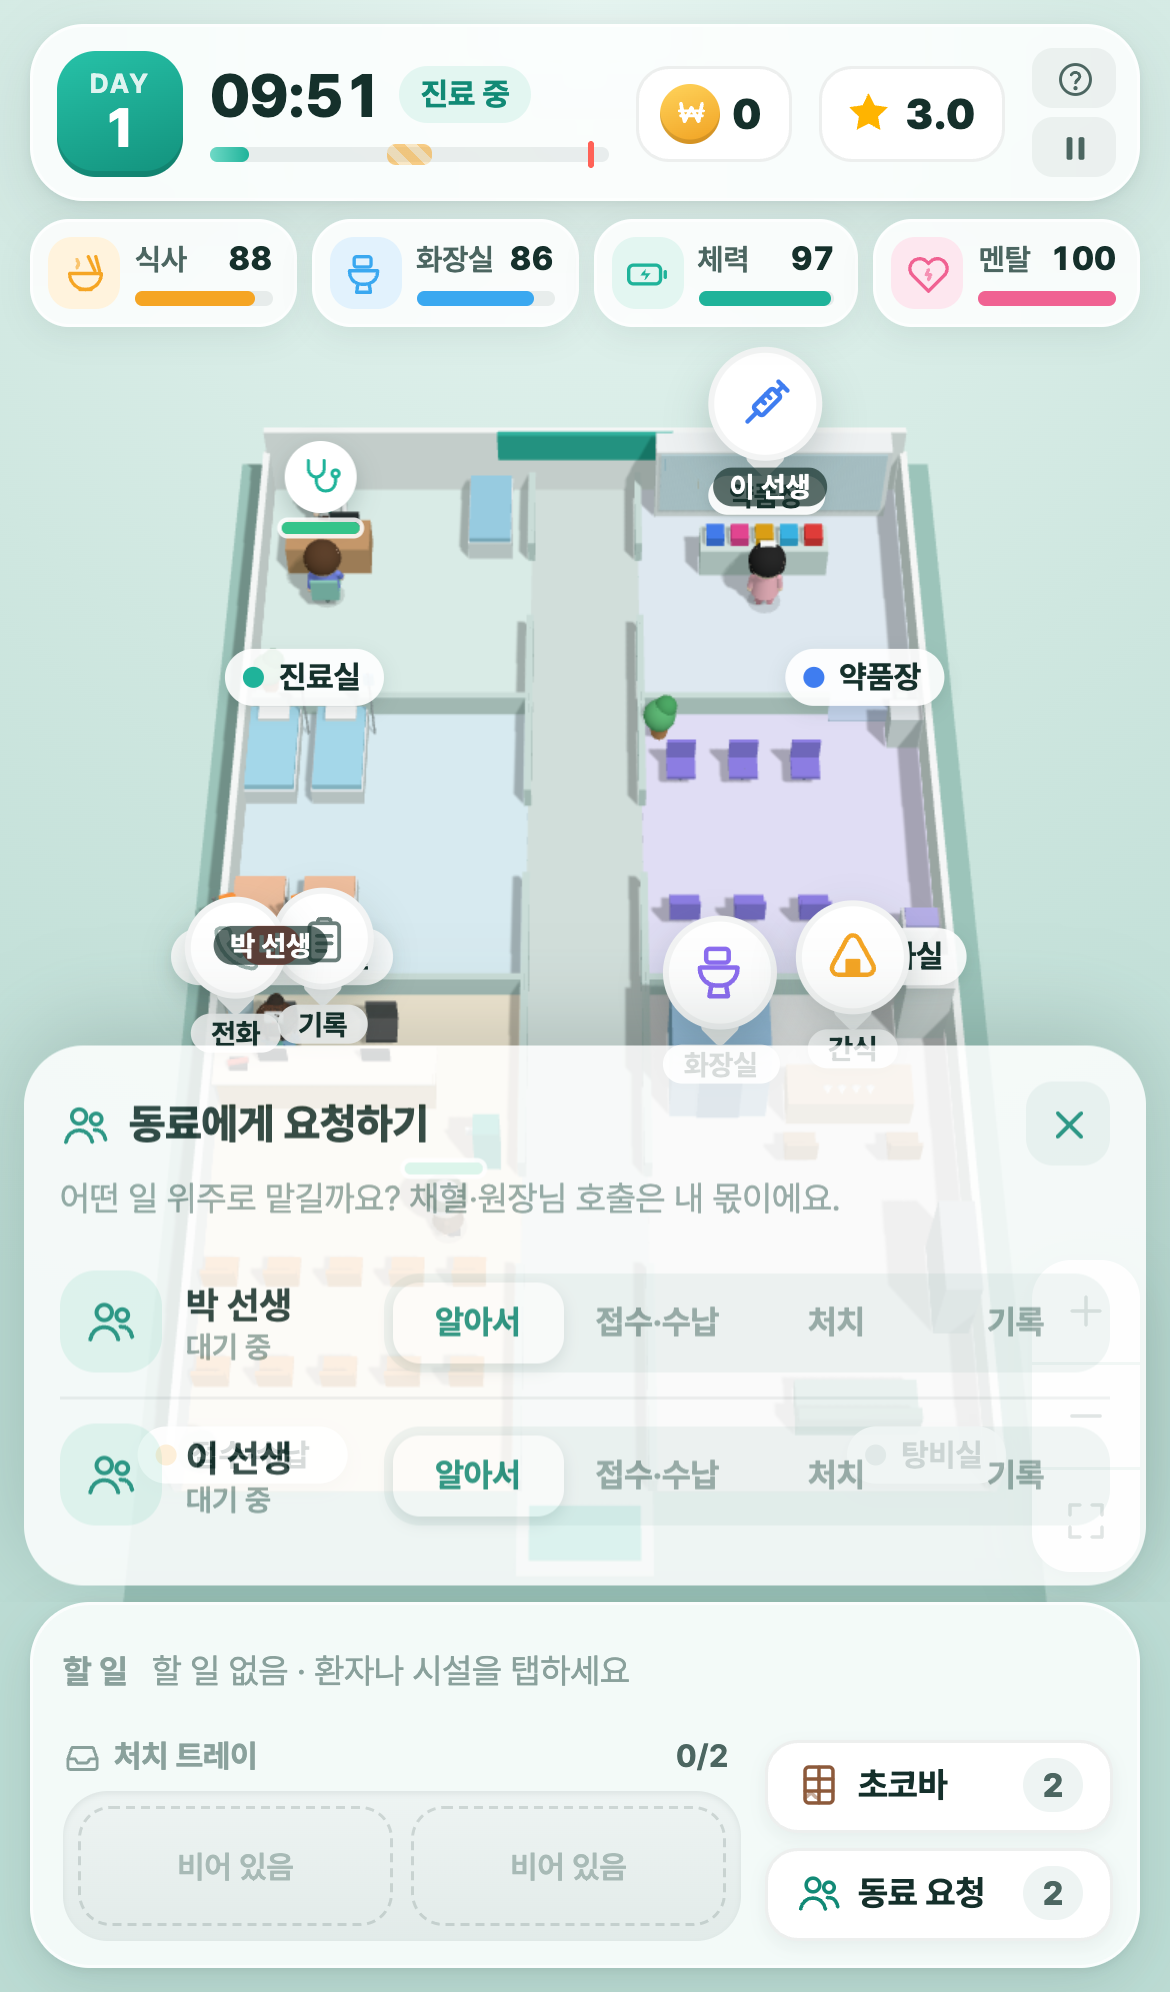 DAY
1
09:51
진료 중
0
3.0
식사 88
화장실 86
체력 97
멘탈 100
이 선생
진료실
약품장
박 선생
전화
기록
화장실
간식
동료에게 요청하기
어떤 일 위주로 맡길까요? 채혈·원장님 호출은 내 몫이에요.
박 선생
대기 중
알아서 접수·수납 처치 기록
이 선생
대기 중
알아서 접수·수납 처치 기록
탕비실
할 일 할 일 없음 · 환자나 시설을 탭하세요
처치 트레이 0/2
비어 있음 비어 있음
초코바 2
동료 요청 2